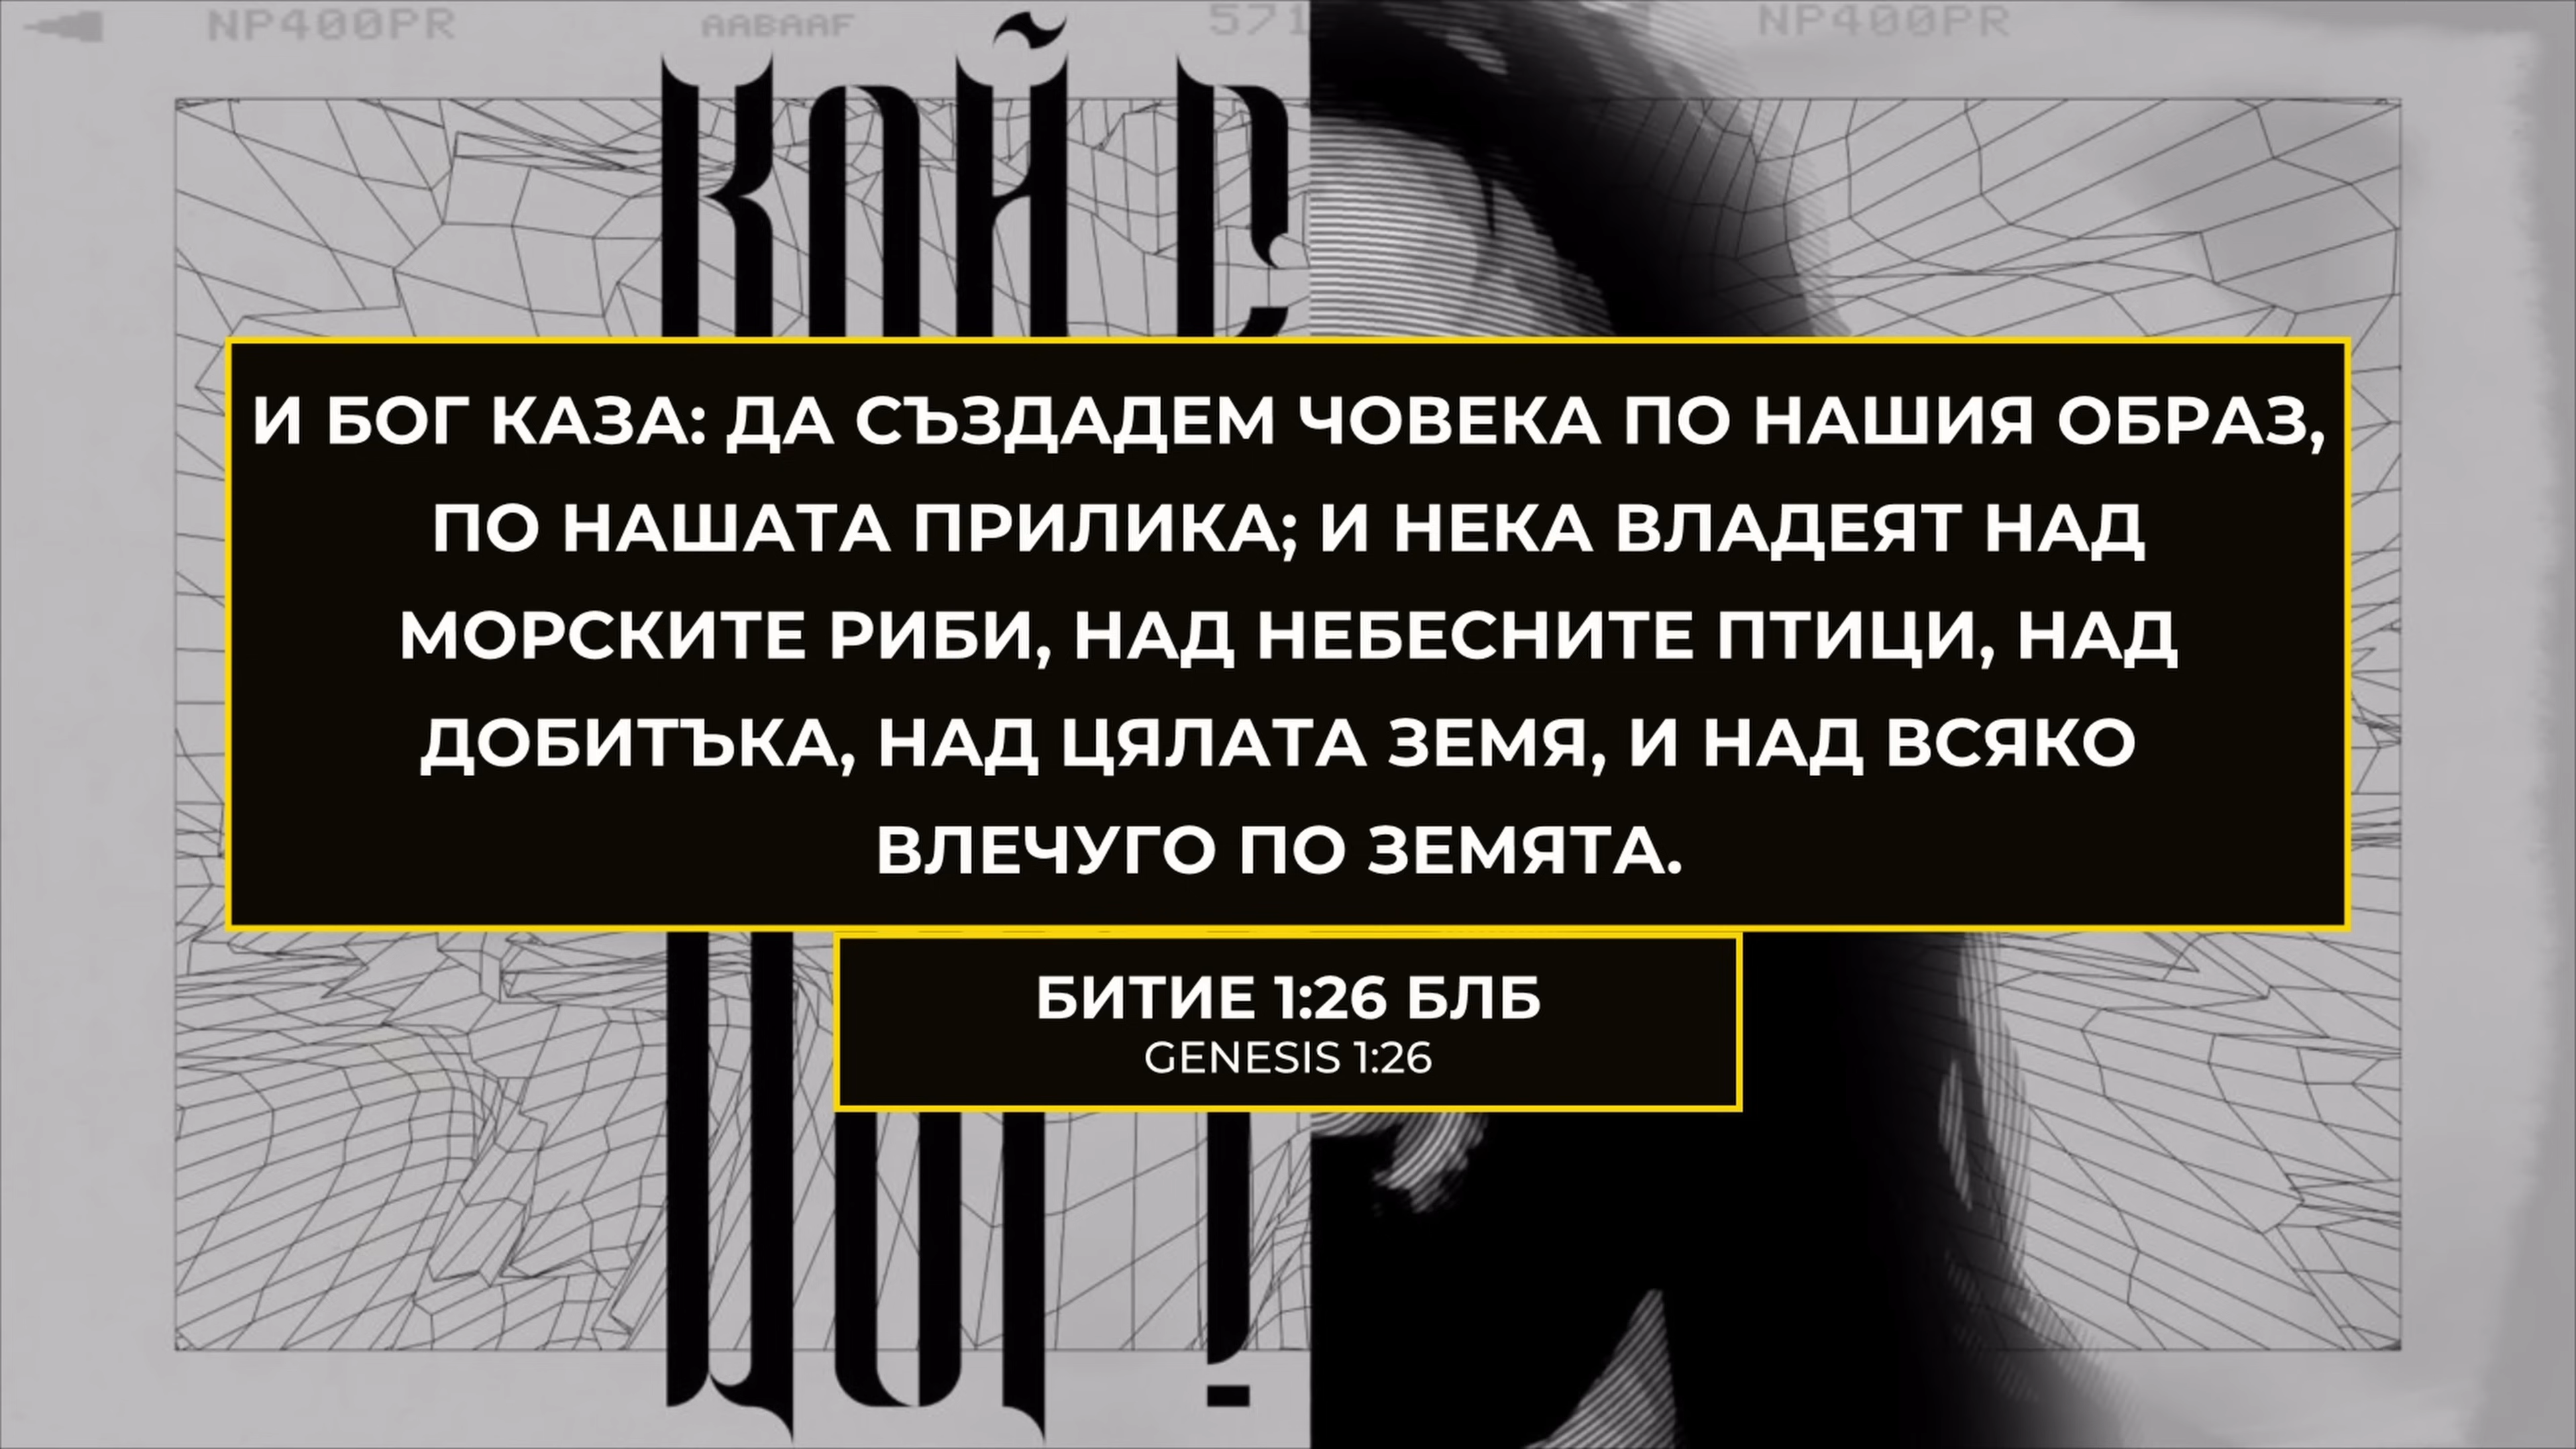 NP400PR AABAAF 571 NP400PR
КОЙ Е
И БОГ КАЗА: ДА СЪЗДАДЕМ ЧОВЕКА ПО НАШИЯ ОБРАЗ,
ПО НАШАТА ПРИЛИКА; И НЕКА ВЛАДЕЯТ НАД
МОРСКИТЕ РИБИ, НАД НЕБЕСНИТЕ ПТИЦИ, НАД
ДОБИТЪКА, НАД ЦЯЛАТА ЗЕМЯ, И НАД ВСЯКО
ВЛЕЧУГО ПО ЗЕМЯТА.
БИТИЕ 1:26 БЛБ
GENESIS 1:26